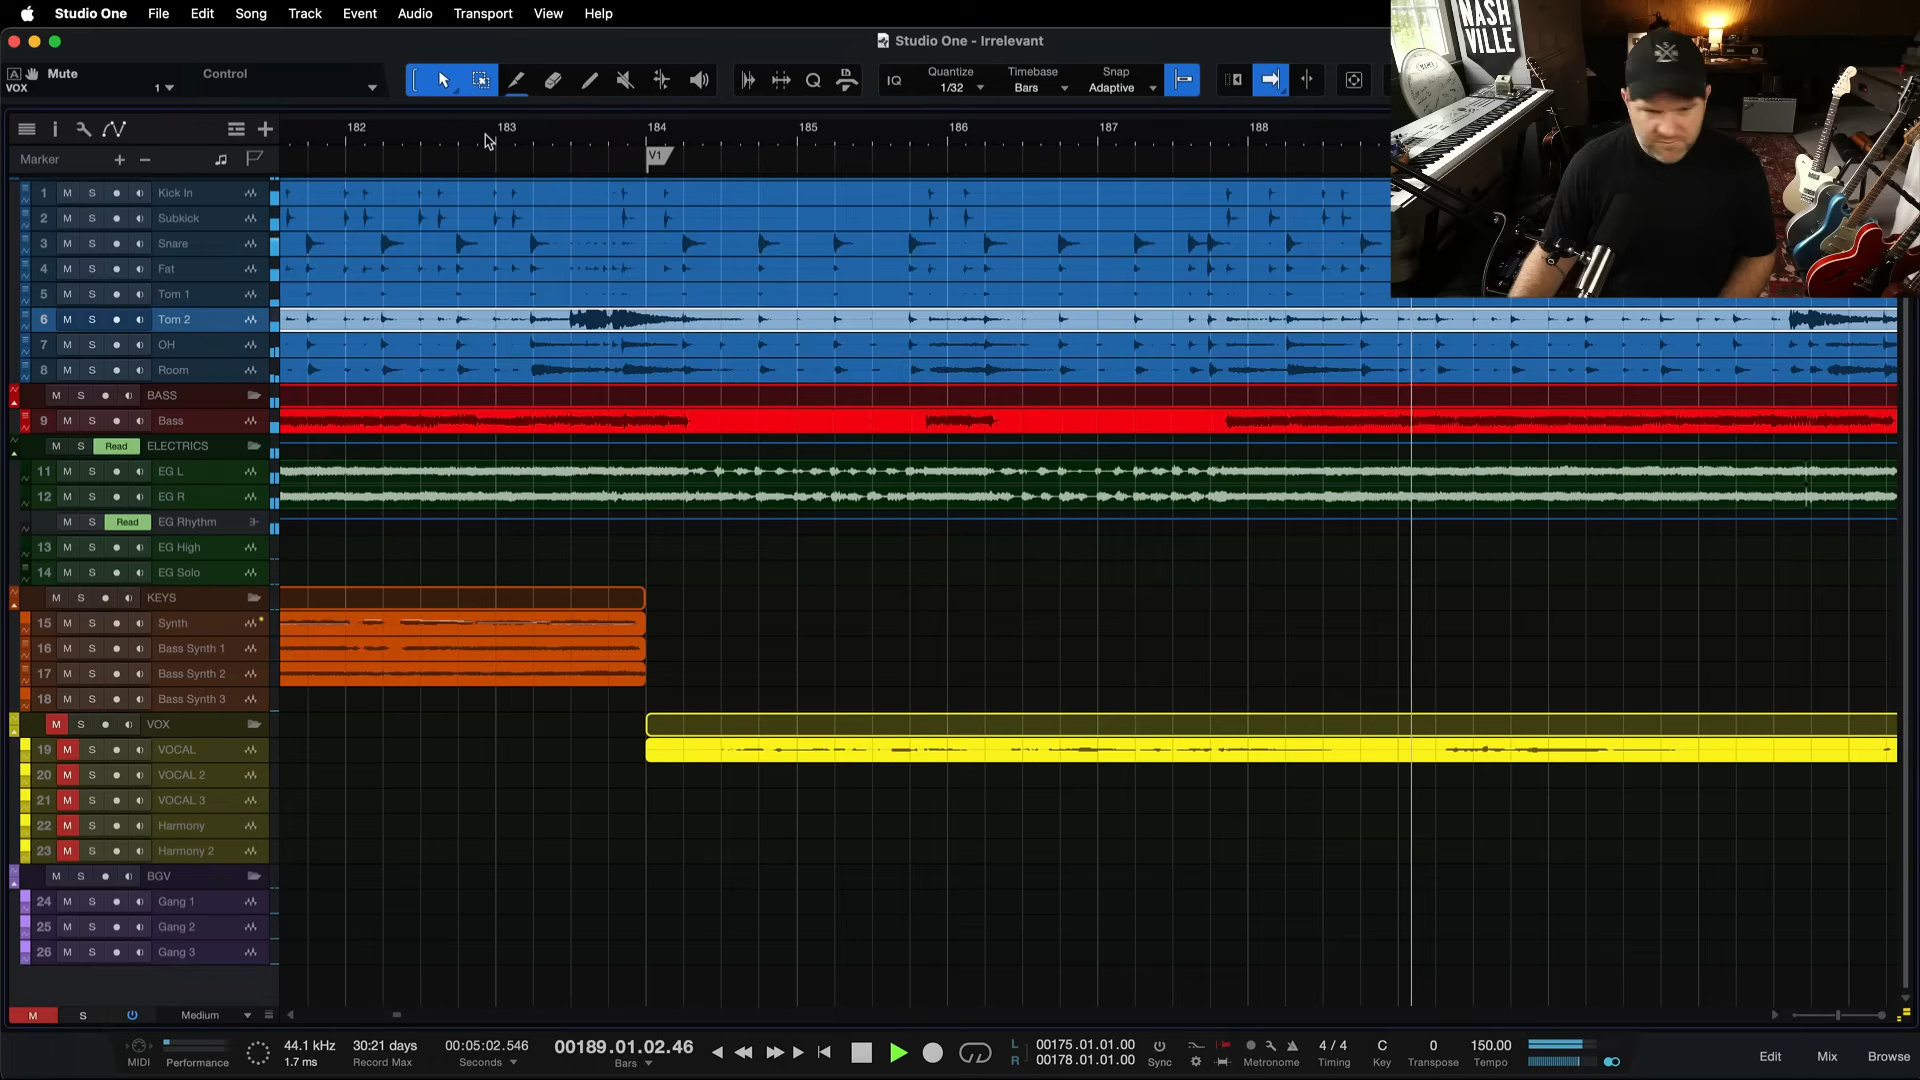 Studio One File Edit Song Track Event Audio Transport View Help
Studio One - Irrelevant
A Mute Control
VOX 1
IQ Quantize Timebase Snap
1/32 Bars Adaptive
182 183 184 185 186 187 188
Marker + − V1
1 M S Kick In
2 M S Subkick
3 M S Snare
4 M S Fat
5 M S Tom 1
6 M S Tom 2
7 M S OH
8 M S Room
M S BASS
9 M S Bass
M S Read ELECTRICS
11 M S EG L
12 M S EG R
M S Read EG Rhythm
13 M S EG High
14 M S EG Solo
M S KEYS
15 M S Synth
16 M S Bass Synth 1
17 M S Bass Synth 2
18 M S Bass Synth 3
M S VOX
19 M S VOCAL
20 M S VOCAL 2
21 M S VOCAL 3
22 M S Harmony
23 M S Harmony 2
M S BGV
24 M S Gang 1
25 M S Gang 2
26 M S Gang 3
M S Medium
MIDI Performance
44.1 kHz
1.7 ms
30:21 days
Record Max
00:05:02.546
Seconds
00189.01.02.46
Bars
L 00175.01.01.00
R 00178.01.01.00
Sync
Metronome
4 / 4
Timing
C
Key
0
Transpose
150.00
Tempo
Edit Mix Browse
NASH
VILLE